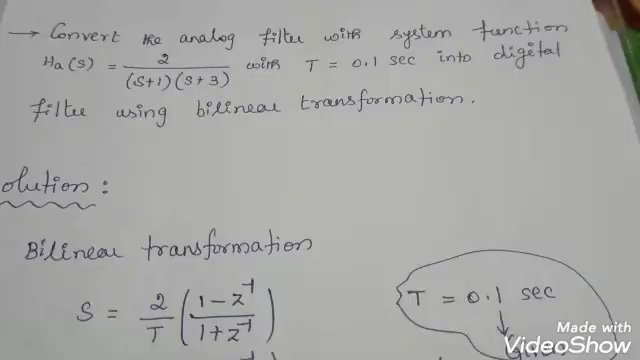 → Convert the analog filter with system function
Ha(s) = 2 / (s+1)(s+3) with T = 0.1 sec into digital
filter using bilinear transformation.
olution:
Bilinear transformation
S = 2/T (1-z⁻¹ / 1+z⁻¹)
T = 0.1 sec
Made with
VideoShow